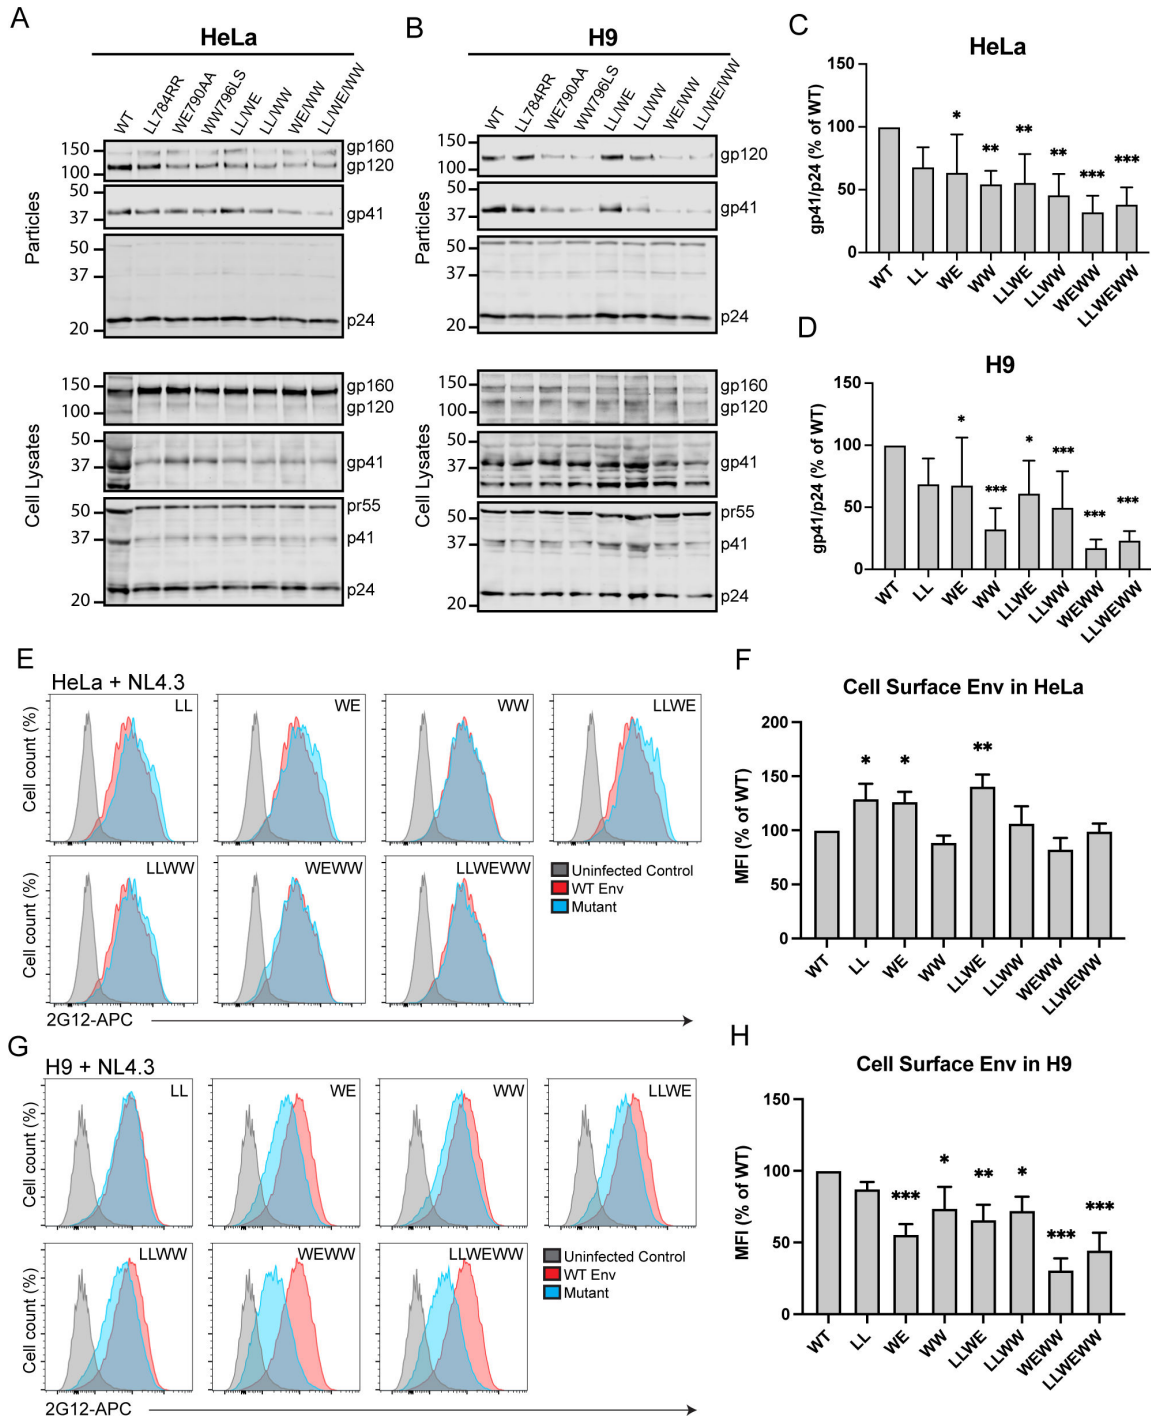 A
HeLa
WT
LL784RR
WE790AA
WW796LS
LL/WE
LL/WW
WE/WW
LL/WE/WW
Particles
150
100
gp160
gp120
50
37
gp41
50
37
20
p24
Cell Lysates
150
100
gp160
gp120
50
37
gp41
50
37
20
pr55
p41
p24
B
H9
WT
LL784RR
WE790AA
WW796LS
LL/WE
LL/WW
WE/WW
LL/WE/WW
Particles
150
100
gp120
50
37
gp41
50
37
20
p24
Cell Lysates
150
100
gp160
gp120
50
37
gp41
50
37
20
pr55
p41
p24
C
HeLa
gp41/p24 (% of WT)
150
100
50
0
* ** ** ** *** ***
WT LL WE WW LLWE LLWW WEWW LLWEWW
D
H9
gp41/p24 (% of WT)
150
100
50
0
* *** * *** *** ***
WT LL WE WW LLWE LLWW WEWW LLWEWW
E
HeLa + NL4.3
Cell count (%)
LL
WE
WW
LLWE
Cell count (%)
LLWW
WEWW
LLWEWW
Uninfected Control
WT Env
Mutant
2G12-APC
F
Cell Surface Env in HeLa
MFI (% of WT)
200
150
100
50
0
* * **
WT LL WE WW LLWE LLWW WEWW LLWEWW
G
H9 + NL4.3
Cell count (%)
LL
WE
WW
LLWE
Cell count (%)
LLWW
WEWW
LLWEWW
Uninfected Control
WT Env
Mutant
2G12-APC
H
Cell Surface Env in H9
MFI (% of WT)
150
100
50
0
*** * ** * *** ***
WT LL WE WW LLWE LLWW WEWW LLWEWW